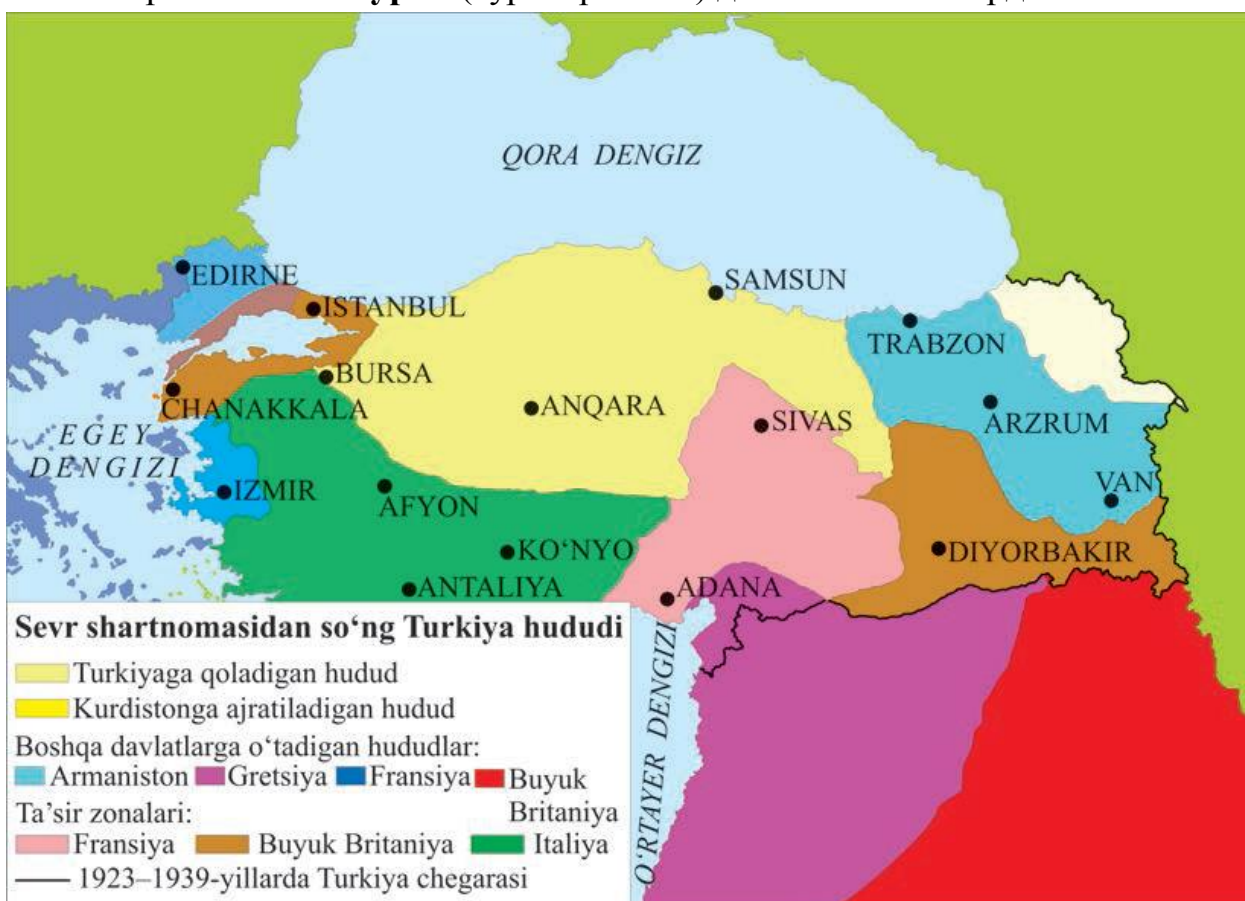 QORA DENGIZ
EDIRNE
ISTANBUL
SAMSUN
TRABZON
BURSA
CHANAKKALA
ANQARA
SIVAS
ARZRUM
EGEY
DENGIZI
IZMIR
AFYON
VAN
KO‘NYO
DIYORBAKIR
ANTALIYA
ADANA
O‘RTAYER DENGIZI
Sevr shartnomasidan so‘ng Turkiya hududi
Turkiyaga qoladigan hudud
Kurdistonga ajratiladigan hudud
Boshqa davlatlarga o‘tadigan hududlar:
Armaniston Gretsiya Fransiya Buyuk
Britaniya
Ta’sir zonalari:
Fransiya Buyuk Britaniya Italiya
1923–1939-yillarda Turkiya chegarasi